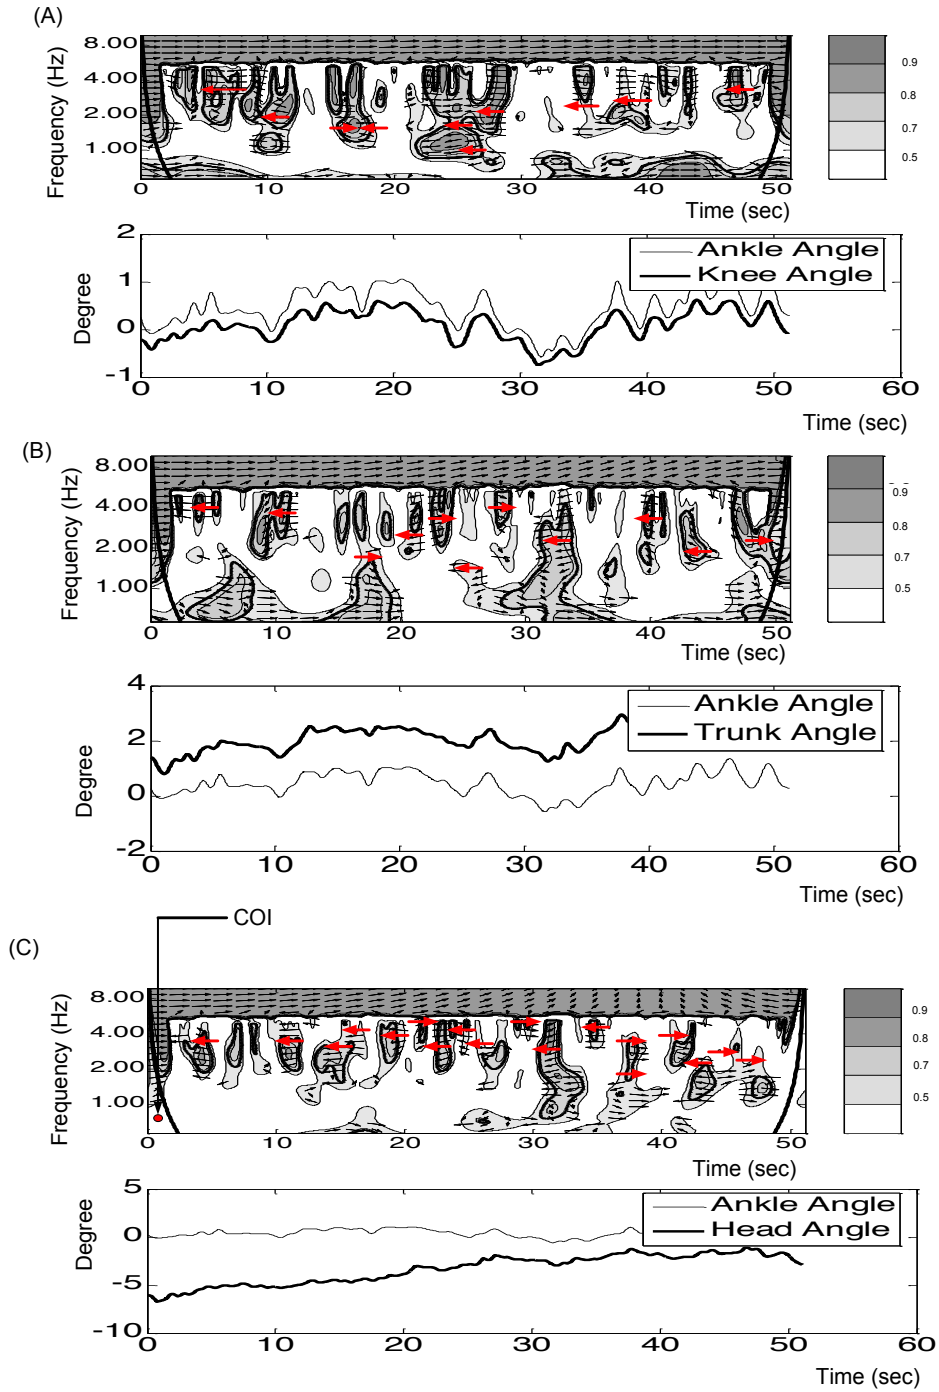 (A)
Frequency (Hz)
8.00
4.00
2.00
1.00
0 10 20 30 40 50
Time (sec)
0.9
0.8
0.7
0.5
Degree
2
1
0
-1
Ankle Angle
Knee Angle
0 10 20 30 40 50 60
Time (sec)
(B)
Frequency (Hz)
8.00
4.00
2.00
1.00
0 10 20 30 40 50
Time (sec)
0.9
0.8
0.7
0.5
Degree
4
2
0
-2
Ankle Angle
Trunk Angle
0 10 20 30 40 50 60
Time (sec)
COI
(C)
Frequency (Hz)
8.00
4.00
2.00
1.00
0 10 20 30 40 50
Time (sec)
0.9
0.8
0.7
0.5
Degree
5
0
-5
-10
Ankle Angle
Head Angle
0 10 20 30 40 50 60
Time (sec)